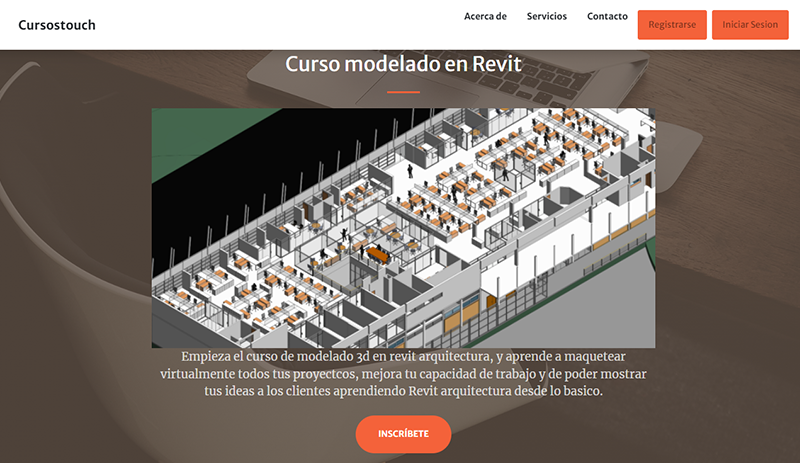 Cursostouch
Acerca de
Servicios
Contacto
Registrarse
Iniciar Sesion
Curso modelado en Revit
Empieza el curso de modelado 3d en revit arquitectura, y aprende a maquetear
virtualmente todos tus proyectcos, mejora tu capacidad de trabajo y de poder mostrar
tus ideas a los clientes aprendiendo Revit arquitectura desde lo basico.
INSCRÍBETE